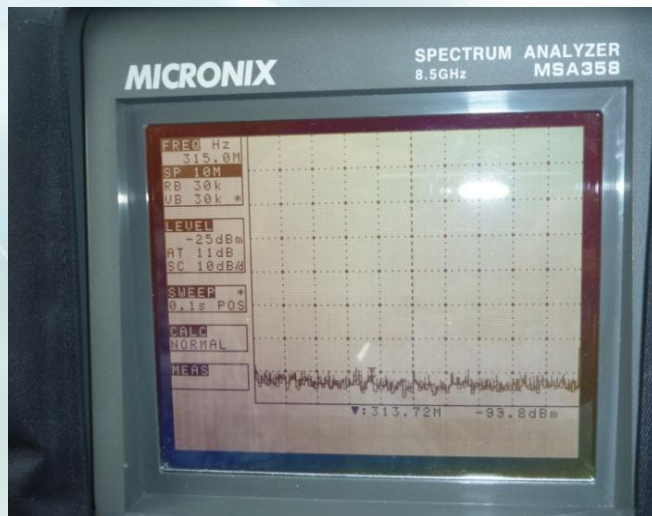 MICRONIX
SPECTRUM ANALYZER
8.5GHz MSA358
FREQ Hz
315.0M
SP 10M
RB 30k
VB 30k *
LEVEL
-25dBm
AT 11dB
SC 10dB/d
SWEEP *
0.1s POS
CALC
NORMAL
MEAS
▼:313.72M -93.8dBm